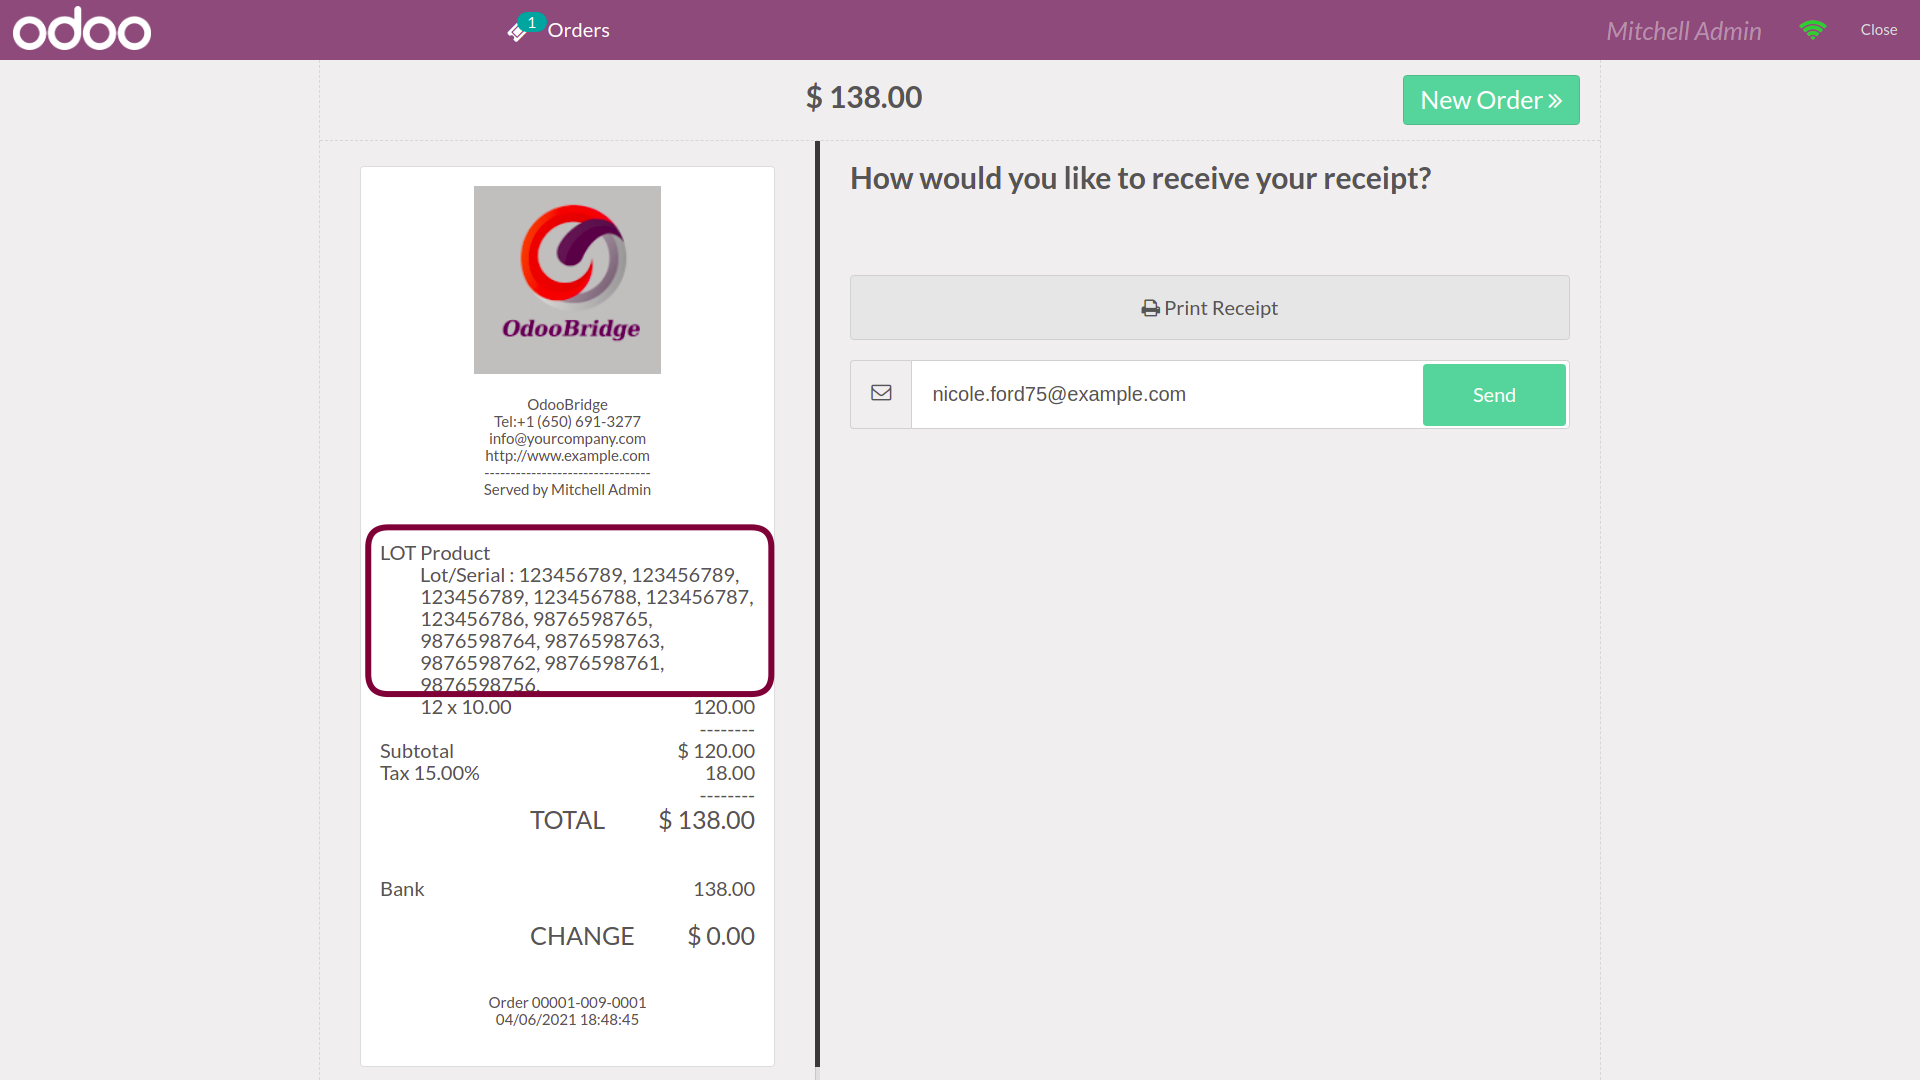 odoo
1
Orders
Mitchell Admin
Close
$ 138.00
New Order
OdooBridge
OdooBridge
Tel:+1 (650) 691-3277
info@yourcompany.com
http://www.example.com
--------------------------------
Served by Mitchell Admin
LOT Product
Lot/Serial : 123456789, 123456789,
123456789, 123456788, 123456787,
123456786, 9876598765,
9876598764, 9876598763,
9876598762, 9876598761,
9876598756,
12 x 10.00 120.00
--------
Subtotal $ 120.00
Tax 15.00% 18.00
--------
TOTAL $ 138.00
Bank 138.00
CHANGE $ 0.00
Order 00001-009-0001
04/06/2021 18:48:45
How would you like to receive your receipt?
Print Receipt
nicole.ford75@example.com
Send